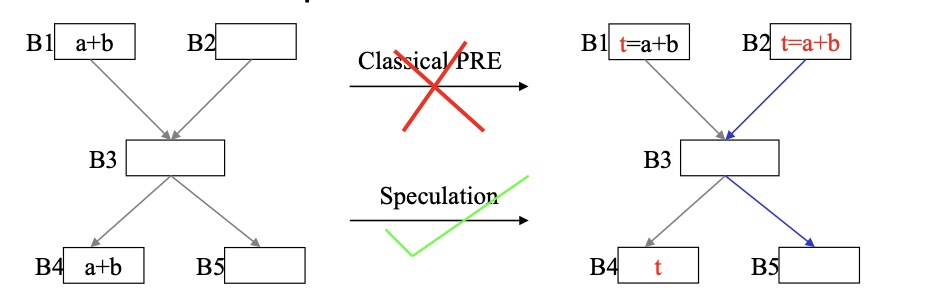 B1 a+b B2 Classical PRE B1 t=a+b B2 t=a+b
B3 B3
Speculation
B4 a+b B5 B4 t B5